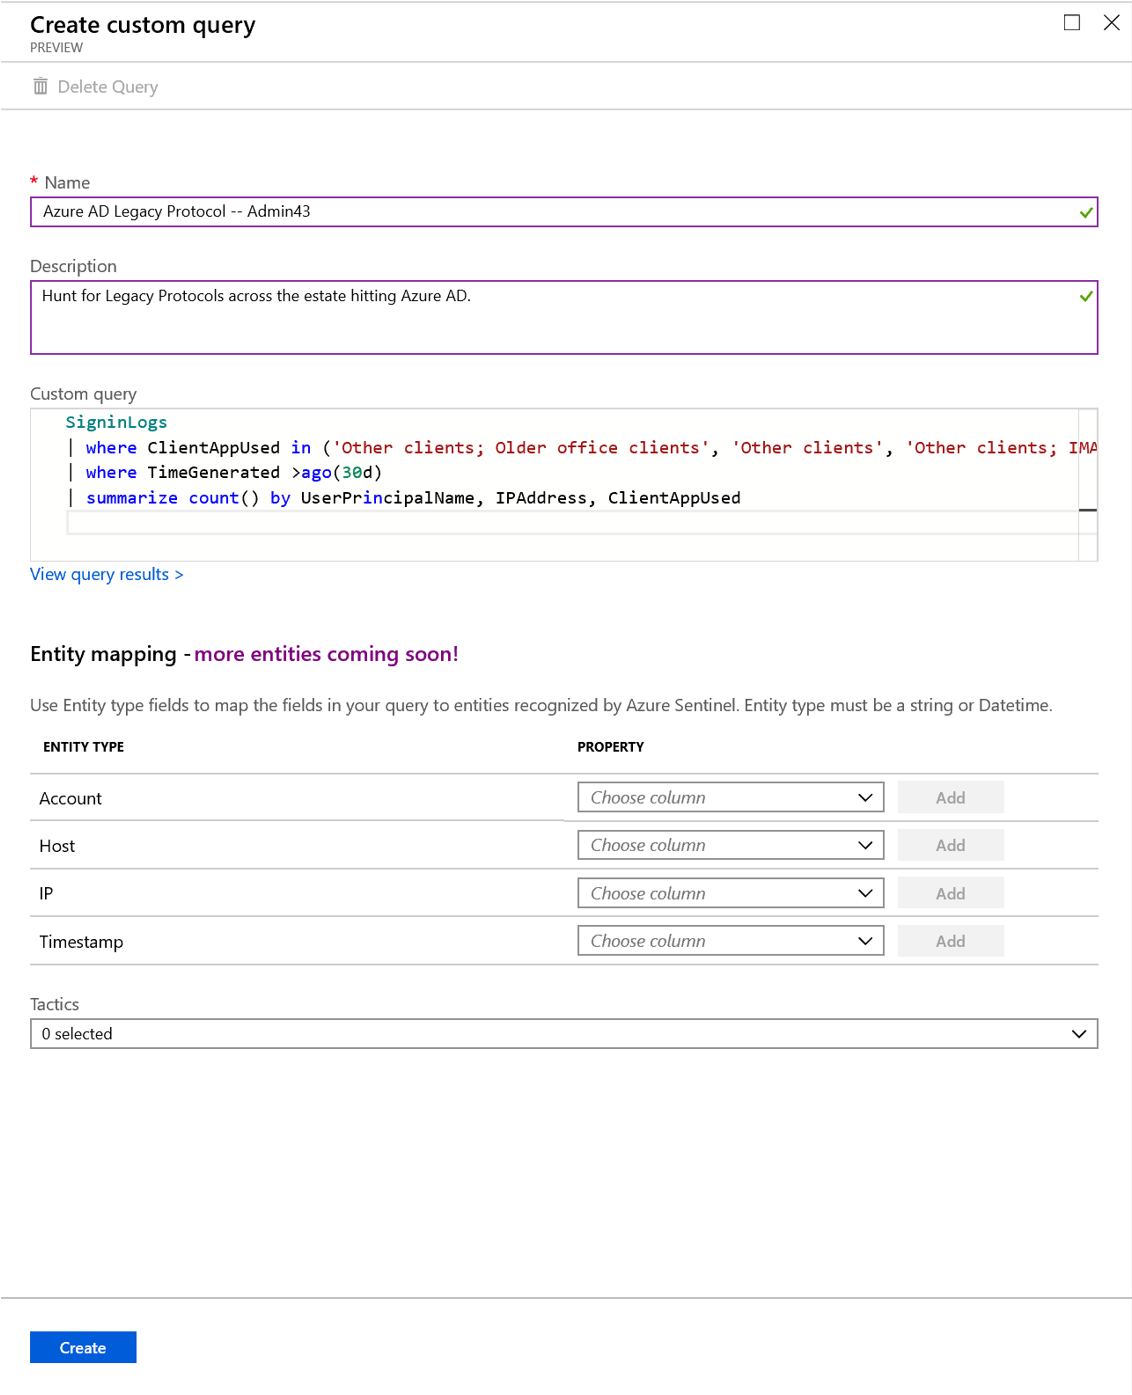 Create custom query
PREVIEW
Delete Query
* Name
Azure AD Legacy Protocol -- Admin43
Description
Hunt for Legacy Protocols across the estate hitting Azure AD.
Custom query
SigninLogs
| where ClientAppUsed in ('Other clients; Older office clients', 'Other clients', 'Other clients; IMA
| where TimeGenerated >ago(30d)
| summarize count() by UserPrincipalName, IPAddress, ClientAppUsed
View query results >
Entity mapping - more entities coming soon!
Use Entity type fields to map the fields in your query to entities recognized by Azure Sentinel. Entity type must be a string or Datetime.
ENTITY TYPE PROPERTY
Account Choose column Add
Host Choose column Add
IP Choose column Add
Timestamp Choose column Add
Tactics
0 selected
Create